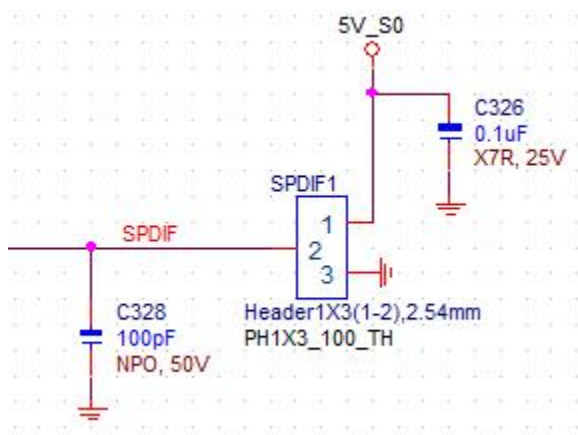 5V_S0
C326
0.1uF
X7R, 25V
SPDIF1
1
SPDIF
2
3
C328
100pF
NPO, 50V
Header1X3(1-2),2.54mm
PH1X3_100_TH